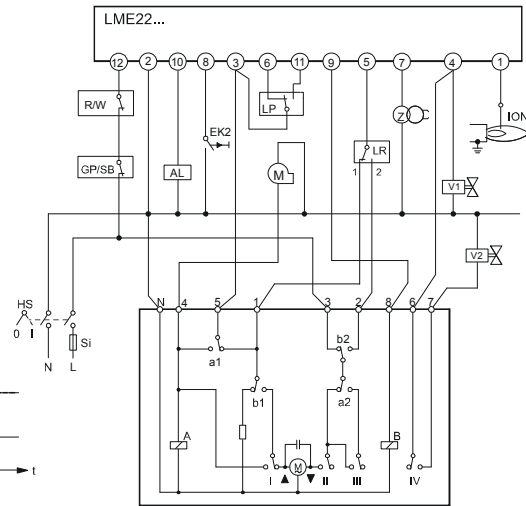 LME22...
12 2 10 8 3 6 11 9 5 7 4 1
R/W
LP
Z
ION
EK2
GP/SB
AL
M
LR
1 2
V1
V2
HS
0 I
Si
N L
N 4 5 1 3 2 8 6 7
a1
b2
b1
a2
A
B
I
M
II
III
IV
t